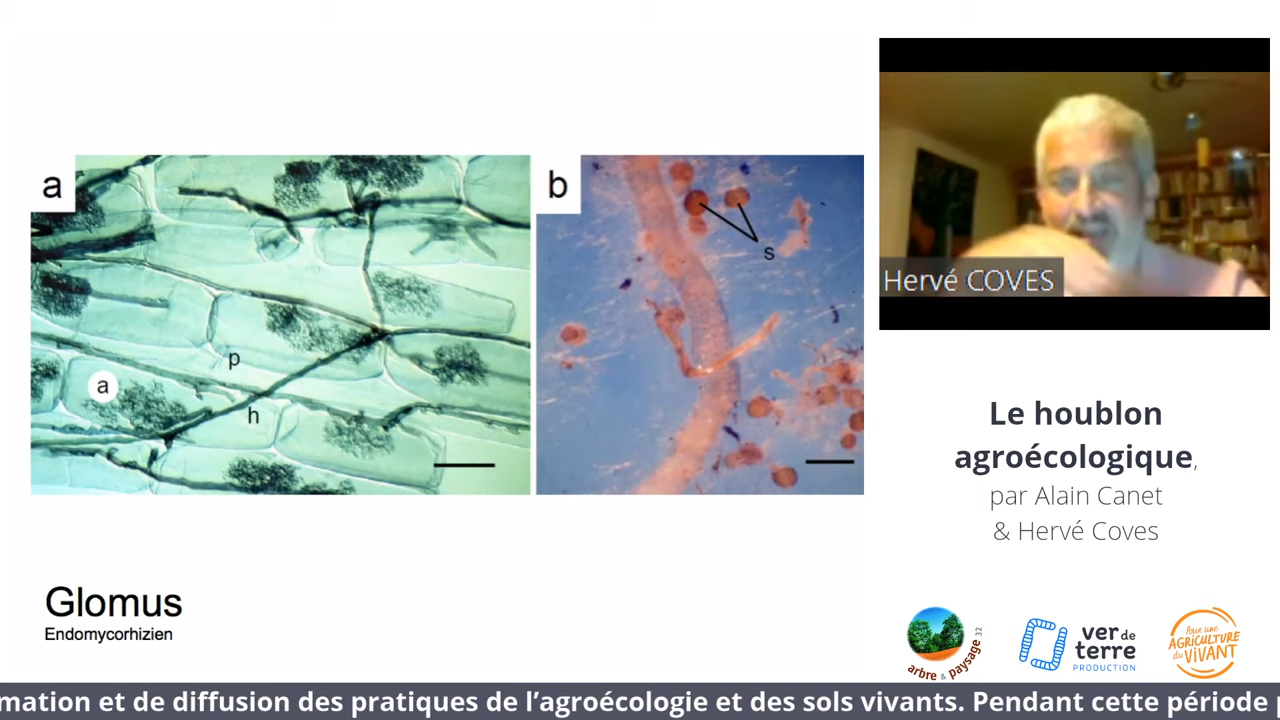 a
b
s
p
a
h
Glomus
Endomycorhizien
Hervé COVES
Le houblon
agroécologique,
par Alain Canet
& Hervé Coves
arbre & paysage 32
ver de
terre
PRODUCTION
Pour une
AGRICULTURE
du VIVANT
mation et de diffusion des pratiques de l’agroécologie et des sols vivants. Pendant cette période p